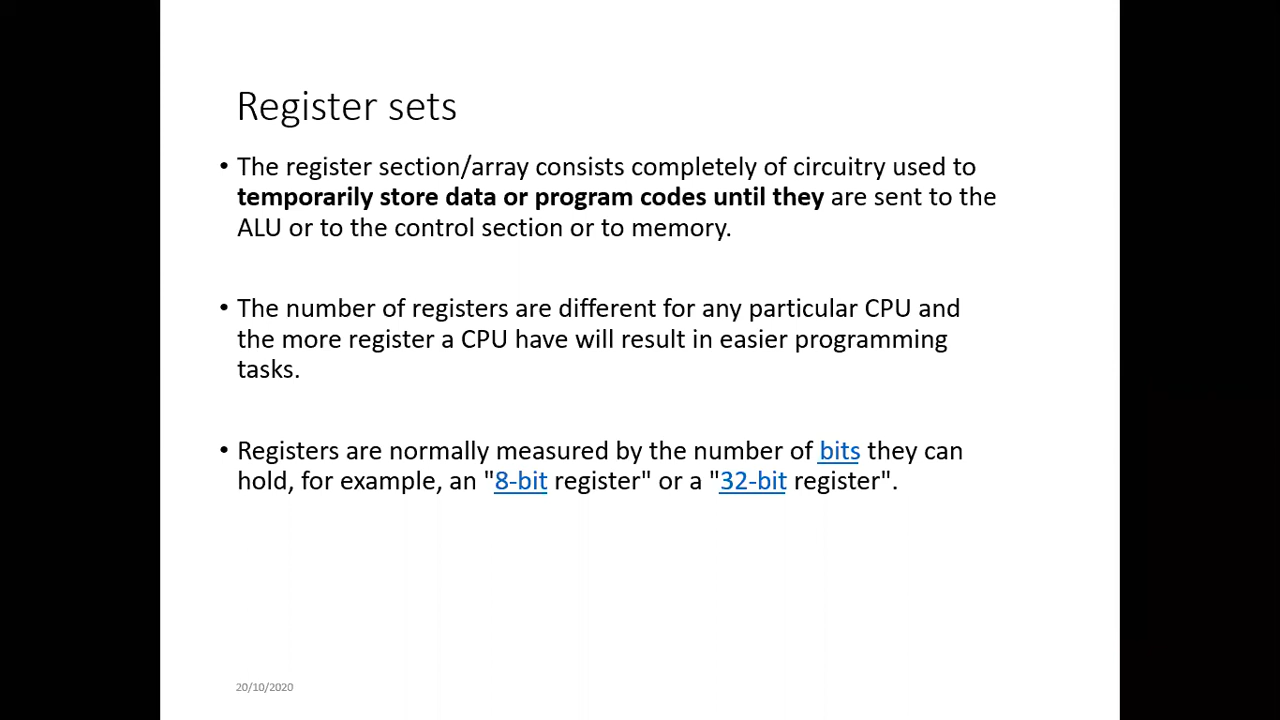 Register sets
• The register section/array consists completely of circuitry used to
temporarily store data or program codes until they are sent to the
ALU or to the control section or to memory.
• The number of registers are different for any particular CPU and
the more register a CPU have will result in easier programming
tasks.
• Registers are normally measured by the number of bits they can
hold, for example, an "8-bit register" or a "32-bit register".
20/10/2020